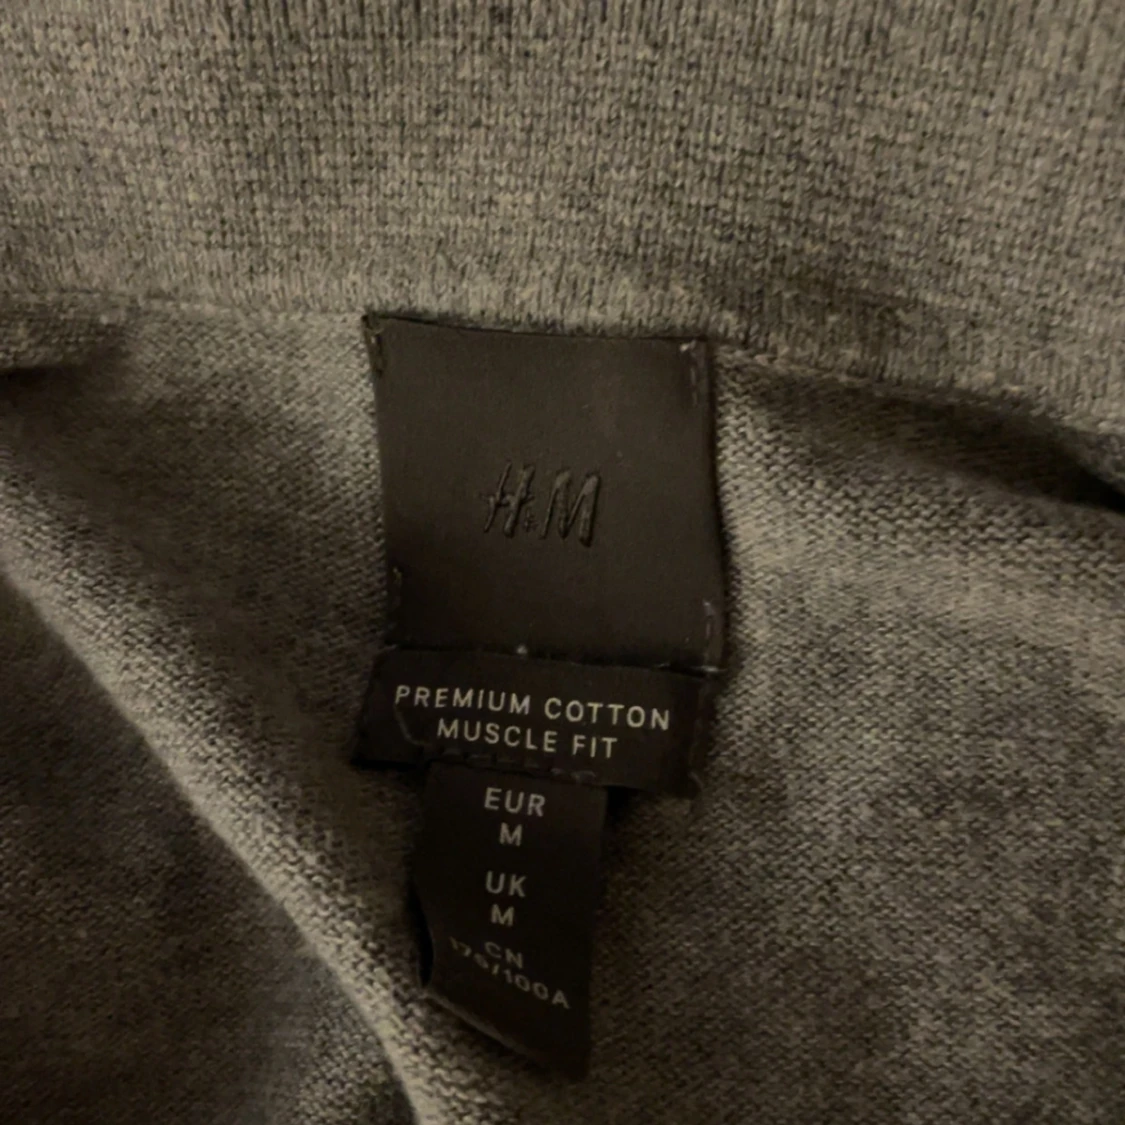 H&M
PREMIUM COTTON
MUSCLE FIT
EUR
M
UK
M
CN
175/100A